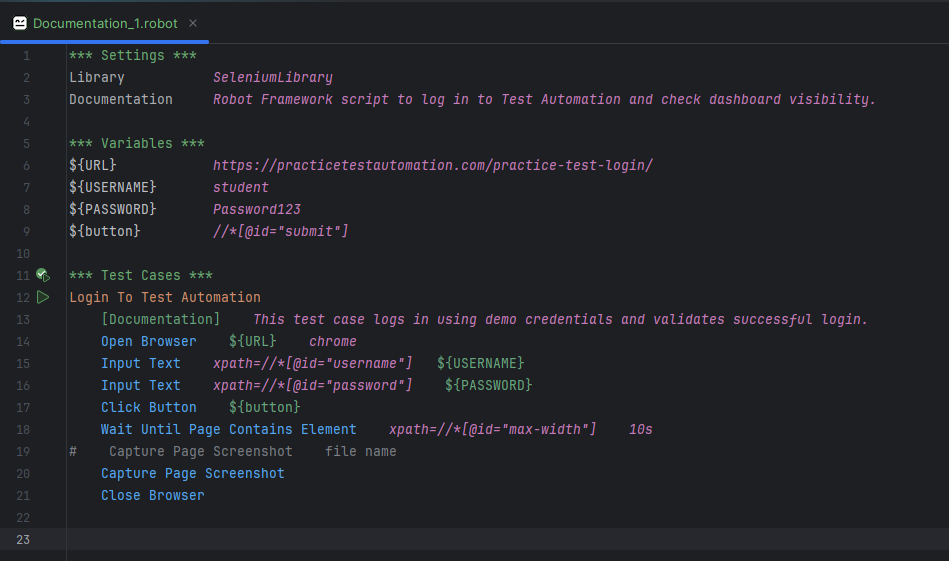 Documentation_1.robot
1 *** Settings ***
2 Library SeleniumLibrary
3 Documentation Robot Framework script to log in to Test Automation and check dashboard visibility.
4
5 *** Variables ***
6 ${URL} https://practicetestautomation.com/practice-test-login/
7 ${USERNAME} student
8 ${PASSWORD} Password123
9 ${button} //*[@id="submit"]
10
11 *** Test Cases ***
12 Login To Test Automation
13 [Documentation] This test case logs in using demo credentials and validates successful login.
14 Open Browser ${URL} chrome
15 Input Text xpath=//*[@id="username"] ${USERNAME}
16 Input Text xpath=//*[@id="password"] ${PASSWORD}
17 Click Button ${button}
18 Wait Until Page Contains Element xpath=//*[@id="max-width"] 10s
19 # Capture Page Screenshot file name
20 Capture Page Screenshot
21 Close Browser
22
23